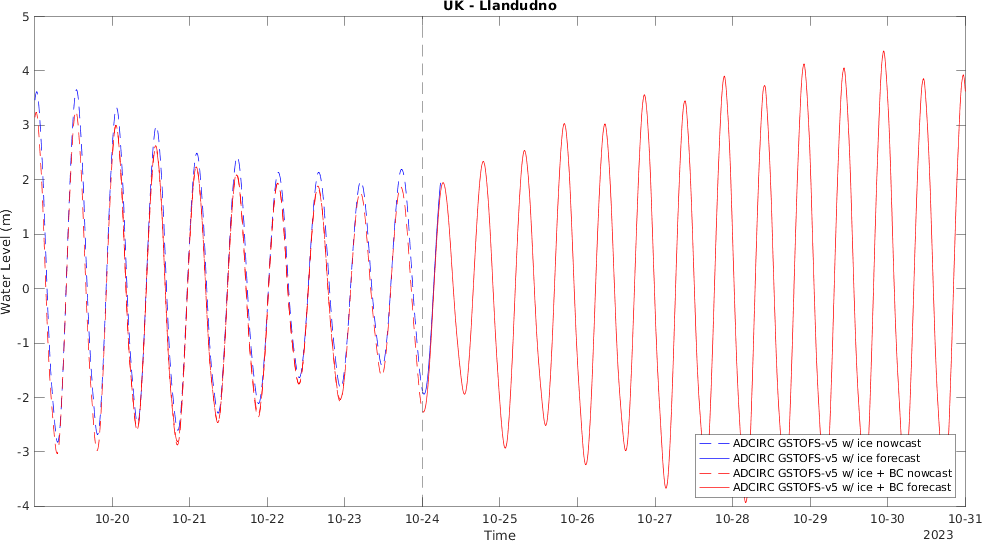 UK - Llandudno
5
4
3
2
1
0
-1
-2
-3
-4
Water Level (m)
10-20 10-21 10-22 10-23 10-24 10-25 10-26 10-27 10-28 10-29 10-30 10-31
Time
2023
ADCIRC GSTOFS-v5 w/ ice nowcast
ADCIRC GSTOFS-v5 w/ ice forecast
ADCIRC GSTOFS-v5 w/ ice + BC nowcast
ADCIRC GSTOFS-v5 w/ ice + BC forecast